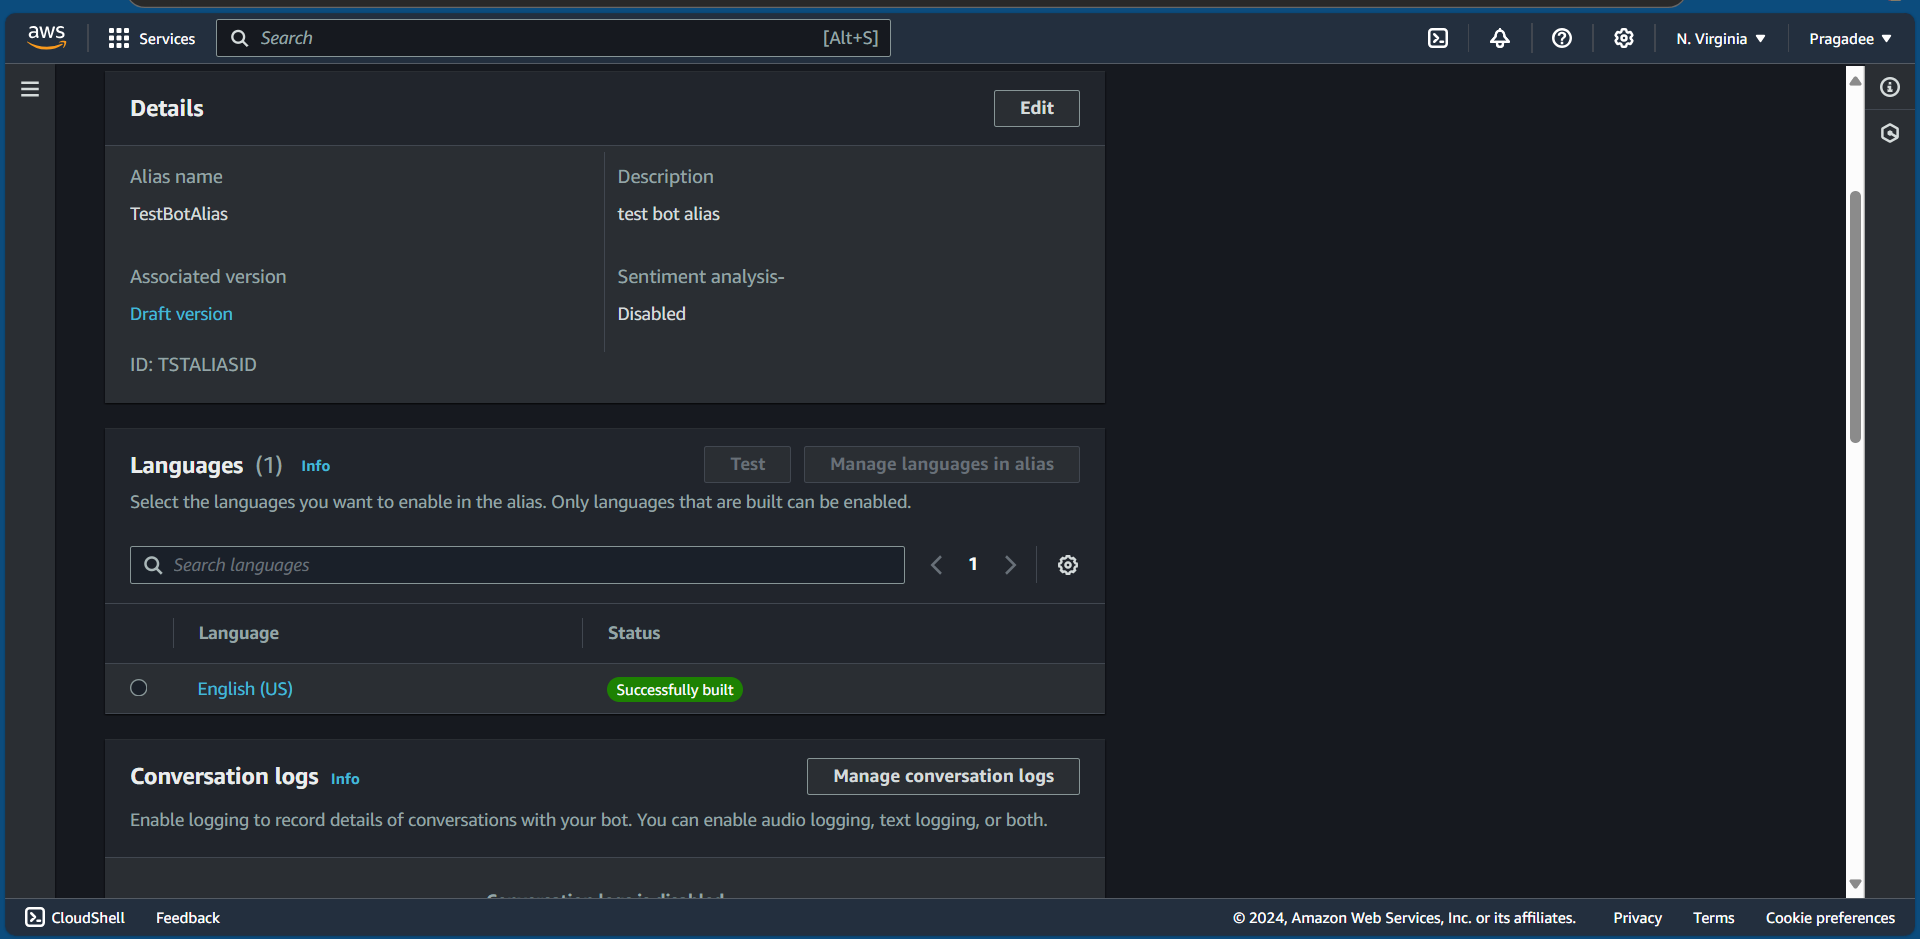 aws
Services
Search
[Alt+S]
N. Virginia
Pragadee
Details
Edit
Alias name
Description
TestBotAlias
test bot alias
Associated version
Sentiment analysis-
Draft version
Disabled
ID: TSTALIASID
Languages (1) Info
Test
Manage languages in alias
Select the languages you want to enable in the alias. Only languages that are built can be enabled.
Search languages
1
Language
Status
English (US)
Successfully built
Conversation logs Info
Manage conversation logs
Enable logging to record details of conversations with your bot. You can enable audio logging, text logging, or both.
CloudShell
Feedback
© 2024, Amazon Web Services, Inc. or its affiliates.
Privacy
Terms
Cookie preferences